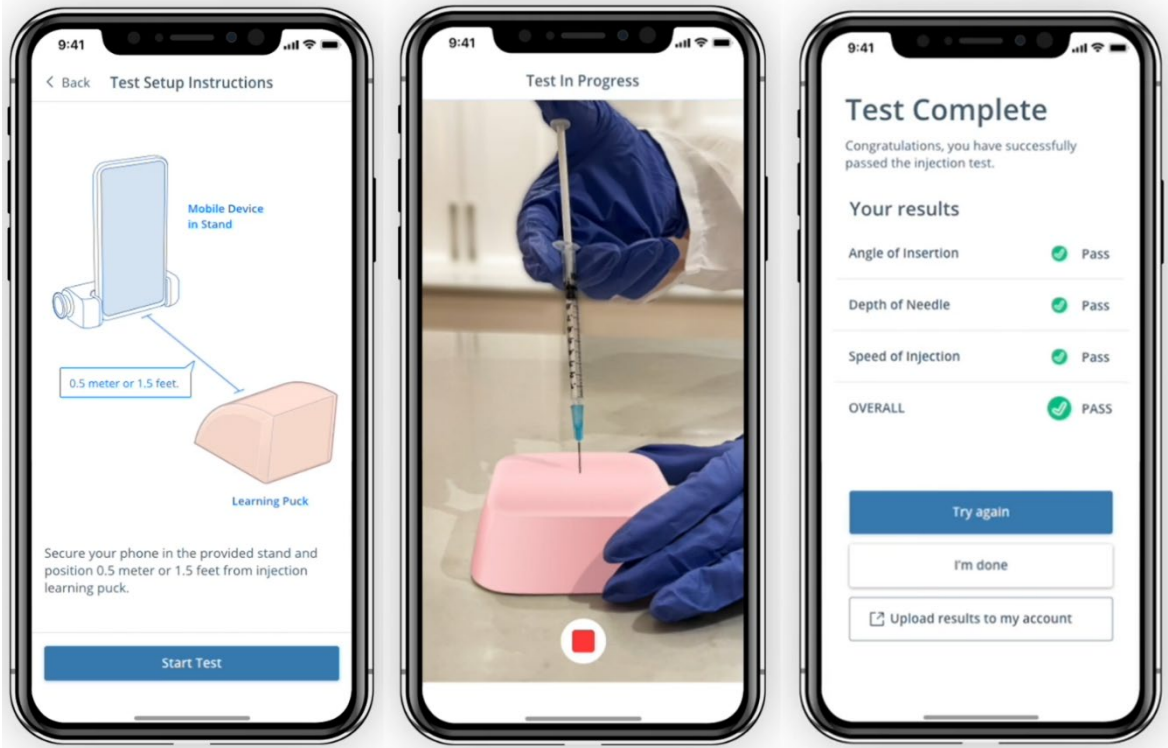 9:41
Back
Test Setup Instructions
Mobile Device
in Stand
0.5 meter or 1.5 feet.
Learning Puck
Secure your phone in the provided stand and
position 0.5 meter or 1.5 feet from injection
learning puck.
Start Test
9:41
Test In Progress
9:41
Test Complete
Congratulations, you have successfully
passed the injection test.
Your results
Angle of Insertion Pass
Depth of Needle Pass
Speed of Injection Pass
OVERALL PASS
Try again
I'm done
Upload results to my account